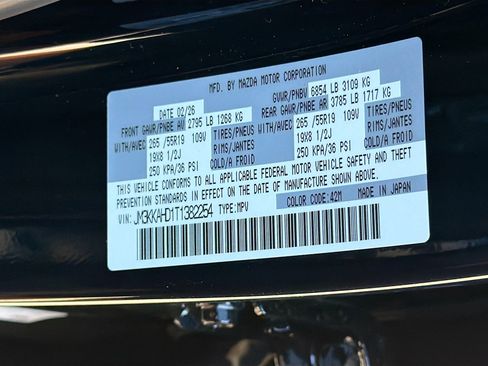 MFD. BY MAZDA MOTOR CORPORATION
DATE 02/26 GVWR/PNBV 6854 LB 3109 KG
FRONT GAWR/PNBE AV 2795 LB 1268 KG REAR GAWR/PNBE AR 3785 LB 1717 KG
WITH/AVEC 265 /55R19 109V TIRES/PNEUS WITH/AVEC 265 /55R19 109V TIRES/PNEUS
19X8 1/2J RIMS/JANTES 19X8 1/2J RIMS/JANTES
250 KPA/36 PSI COLD/A FROID 250 KPA/36 PSI COLD/A FROID
THIS VEHICLE CONFORMS TO ALL APPLICABLE FEDERAL MOTOR VEHICLE SAFETY AND THEFT
PREVENTION STANDARDS IN EFFECT ON THE DATE OF MANUFACTURE SHOWN ABOVE.
VIN: JM3KKAHD1T1382254 TYPE:MPV COLOR CODE: 42M MADE IN JAPAN